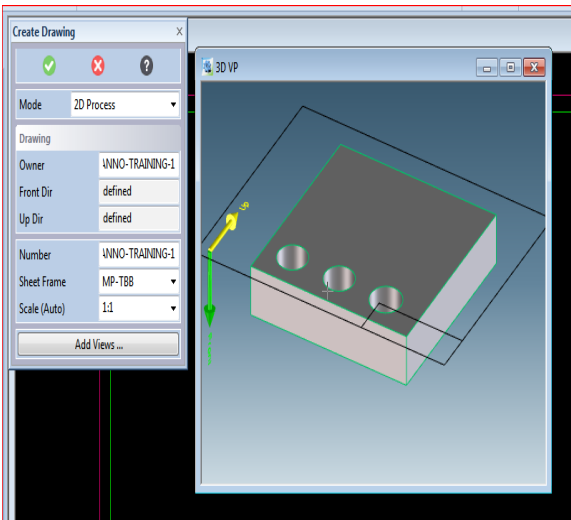 Create Drawing
X
?
Mode 2D Process
Drawing
Owner ANNO-TRAINING-1
Front Dir defined
Up Dir defined
Number ANNO-TRAINING-1
Sheet Frame MP-TBB
Scale (Auto) 1:1
Add Views ...
3D VP
UP